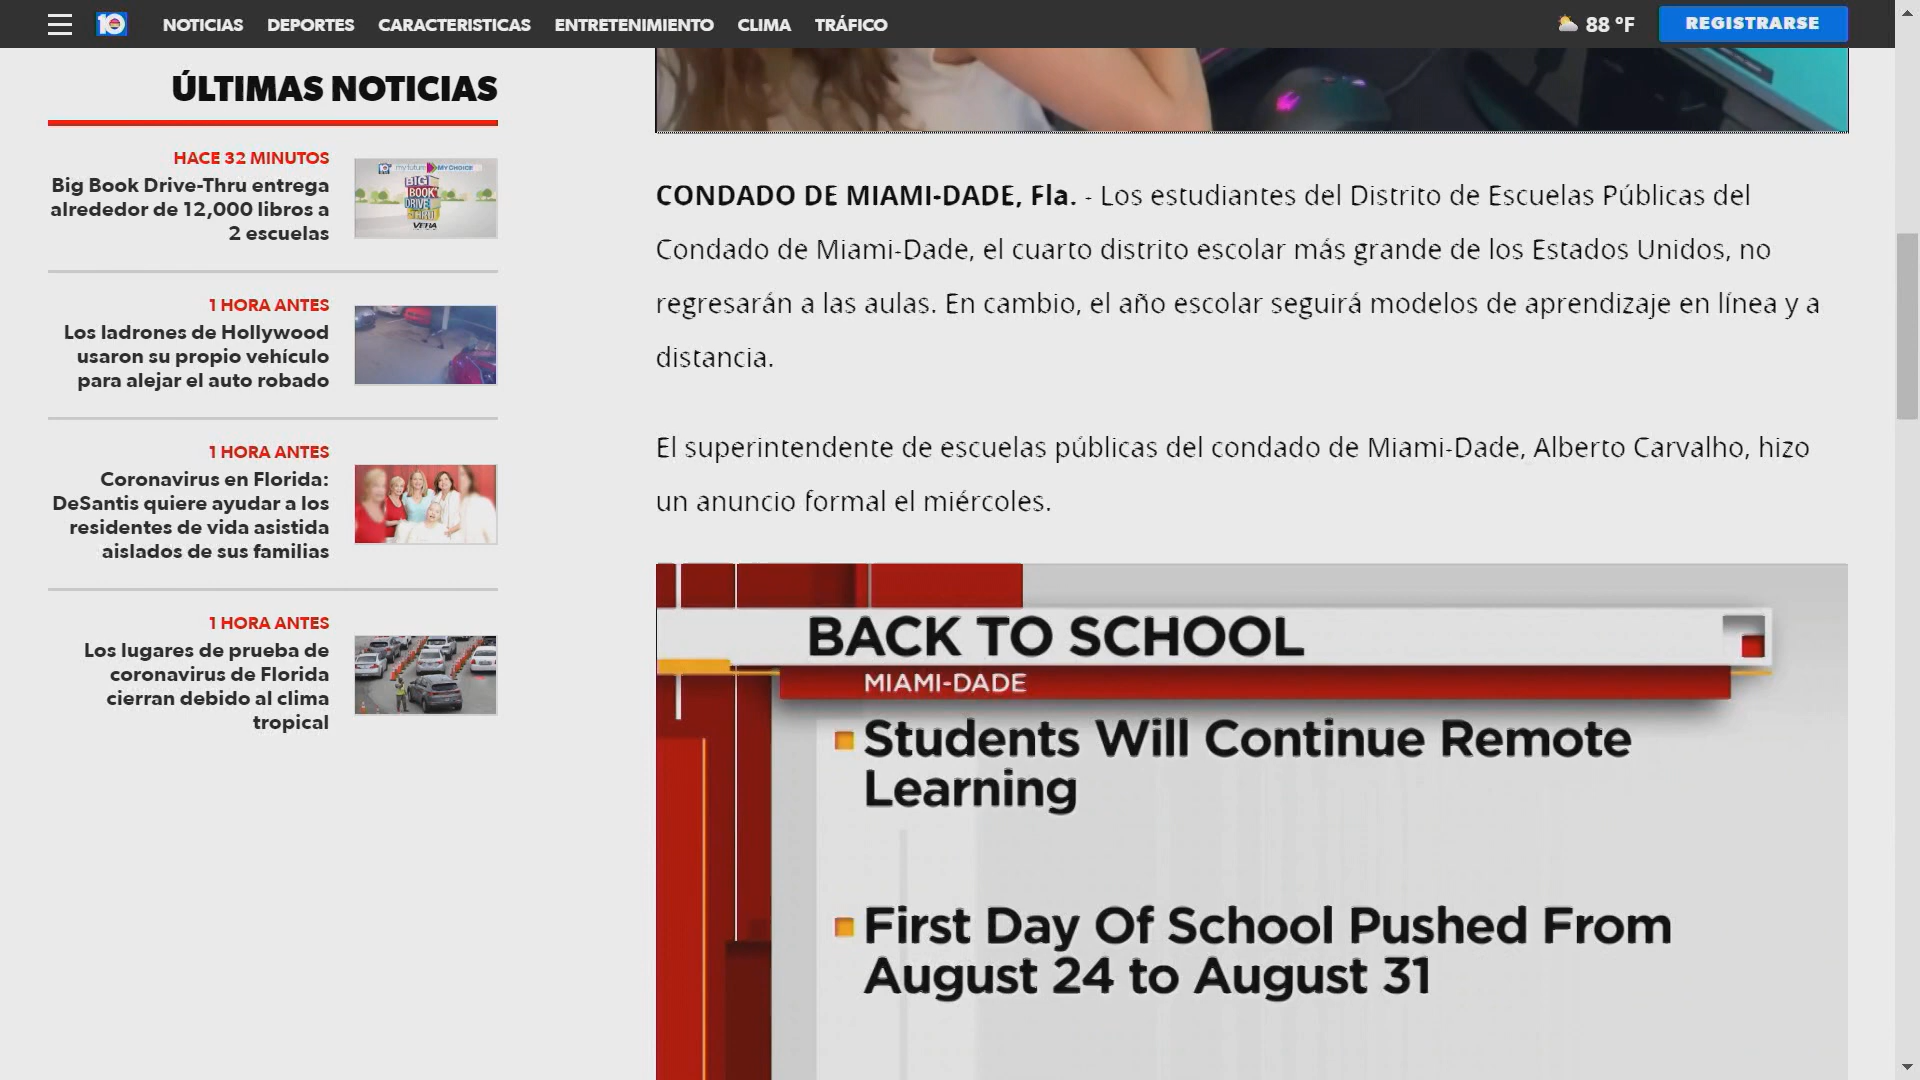 10
NOTICIAS
DEPORTES
CARACTERISTICAS
ENTRETENIMIENTO
CLIMA
TRÁFICO
88 °F
REGISTRARSE
ÚLTIMAS NOTICIAS
HACE 32 MINUTOS
Big Book Drive-Thru entrega
alrededor de 12,000 libros a
2 escuelas
my future MY CHOICE
BIG
BOOK
DRIVE
THRU
1 HORA ANTES
Los ladrones de Hollywood
usaron su propio vehículo
para alejar el auto robado
1 HORA ANTES
Coronavirus en Florida:
DeSantis quiere ayudar a los
residentes de vida asistida
aislados de sus familias
1 HORA ANTES
Los lugares de prueba de
coronavirus de Florida
cierran debido al clima
tropical
CONDADO DE MIAMI-DADE, Fla. - Los estudiantes del Distrito de Escuelas Públicas del
Condado de Miami-Dade, el cuarto distrito escolar más grande de los Estados Unidos, no
regresarán a las aulas. En cambio, el año escolar seguirá modelos de aprendizaje en línea y a
distancia.
El superintendente de escuelas públicas del condado de Miami-Dade, Alberto Carvalho, hizo
un anuncio formal el miércoles.
BACK TO SCHOOL
MIAMI-DADE
Students Will Continue Remote
Learning
First Day Of School Pushed From
August 24 to August 31